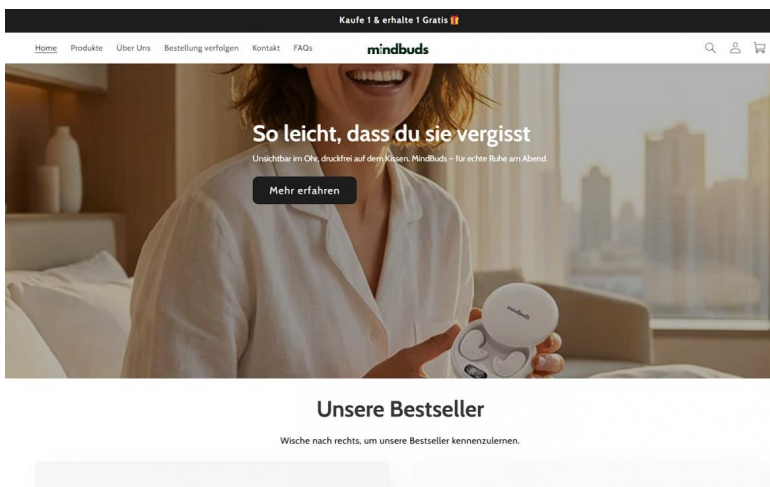 Kaufe 1 & erhalte 1 Gratis 🎁
Home Produkte Über Uns Bestellung verfolgen Kontakt FAQs
mindbuds
So leicht, dass du sie vergisst
Unsichtbar im Ohr, druckfrei auf dem Kissen. MindBuds – für echte Ruhe am Abend.
Mehr erfahren
mindbuds
Unsere Bestseller
Wische nach rechts, um unsere Bestseller kennenzulernen.